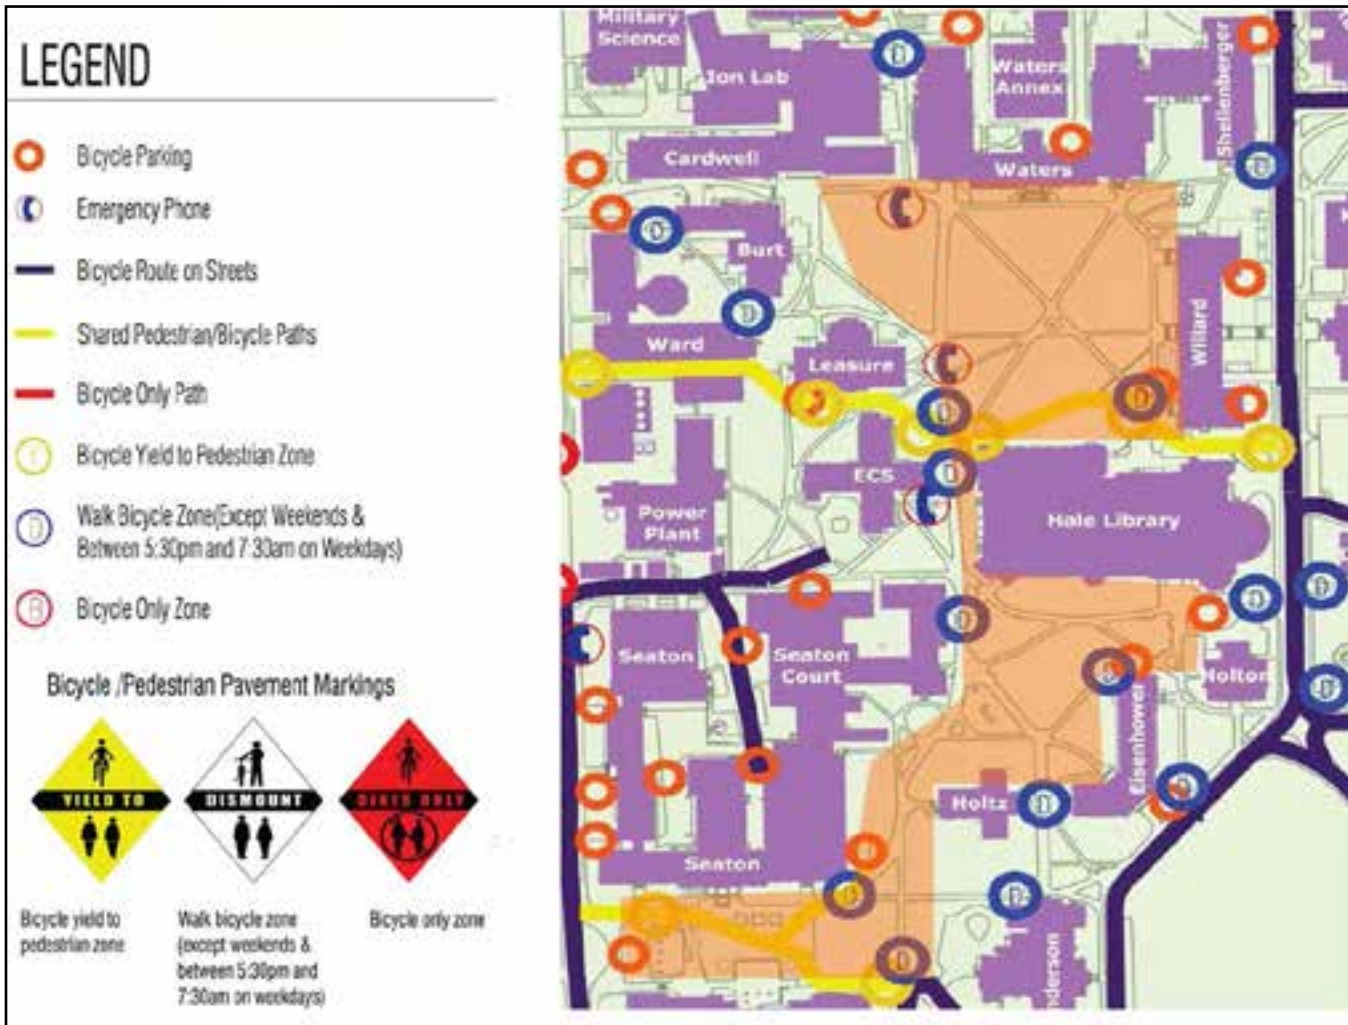 LEGEND
Bicycle Parking
Emergency Phone
Bicycle Route on Streets
Shared Pedestrian/Bicycle Paths
Bicycle Only Path
Y
Bicycle Yield to Pedestrian Zone
D
Walk Bicycle Zone(Except Weekends &
Between 5:30pm and 7:30am on Weekdays)
B
Bicycle Only Zone
Bicycle /Pedestrian Pavement Markings
YIELD TO
DISMOUNT
BIKES ONLY
Bicycle yield to
pedestrian zone
Walk bicycle zone
(except weekends &
between 5:30pm and
7:30am on weekdays)
Bicycle only zone
Military
Science
Ion Lab
Waters
Annex
Shellenberger
Cardwell
Waters
Burt
Ward
Leasure
Willard
ECS
Power
Plant
Hale Library
Seaton
Seaton
Court
Holton
Eisenhower
Holtz
Seaton
nderson